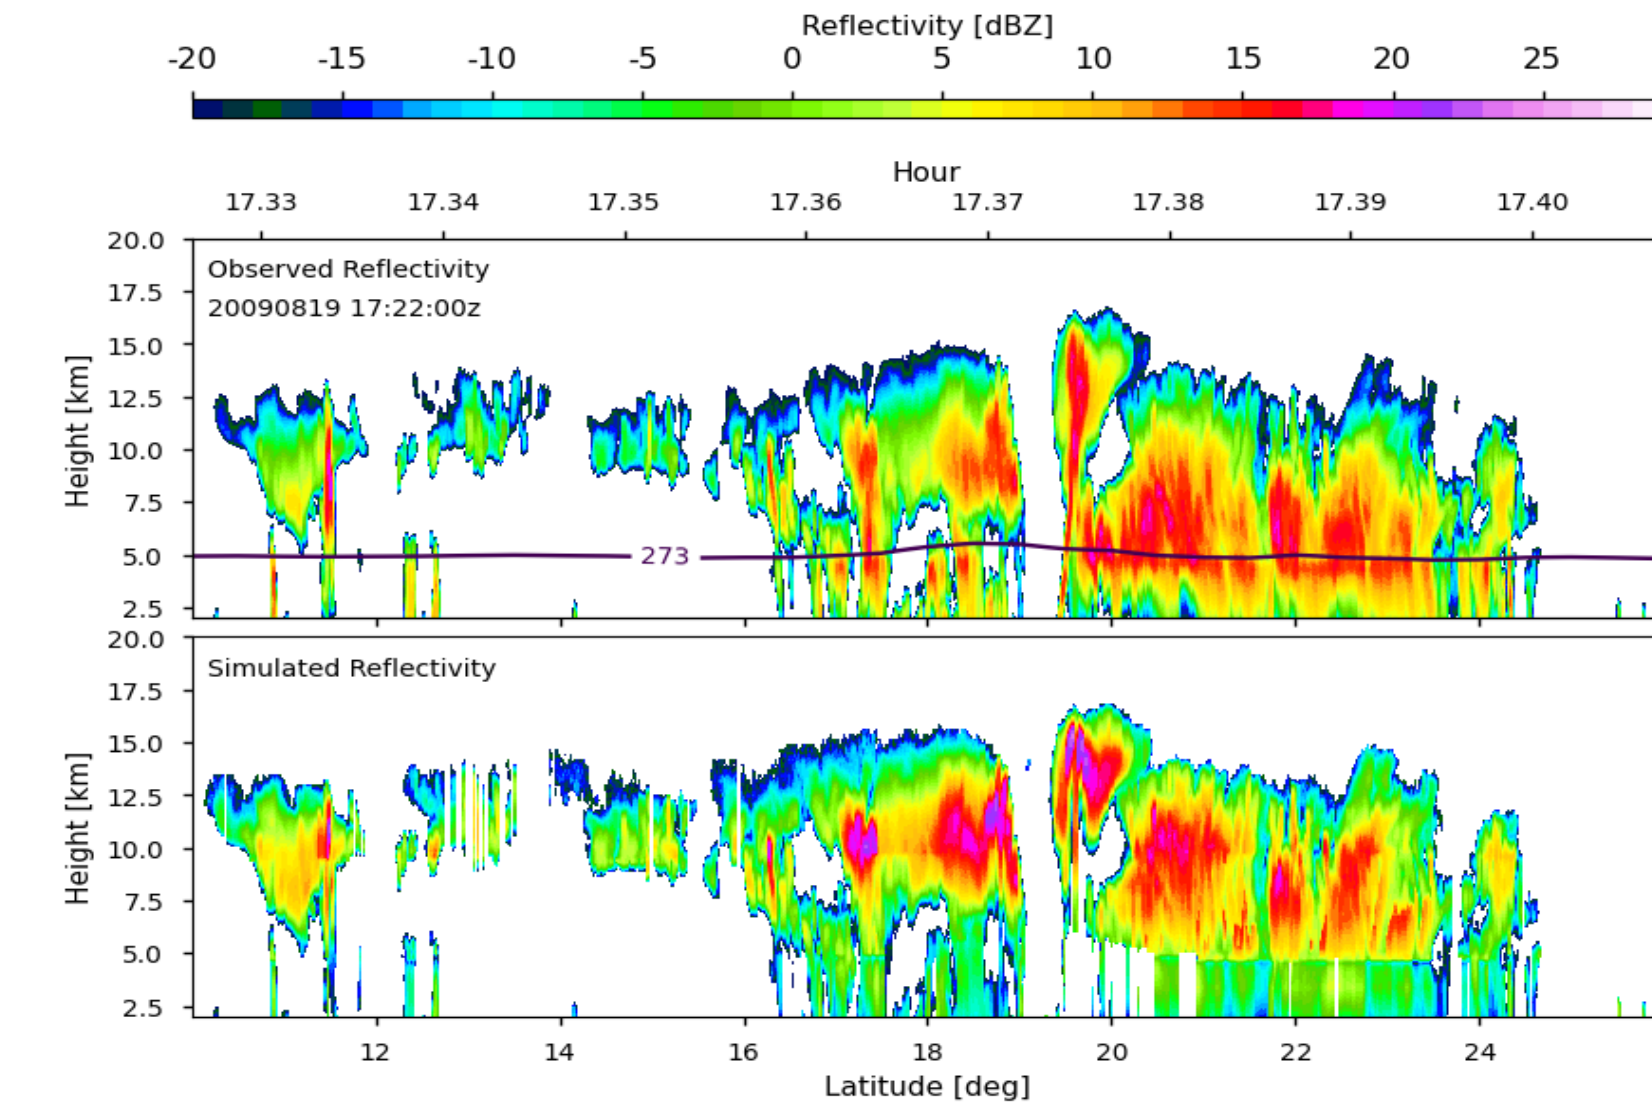 Reflectivity [dBZ]
-20 -15 -10 -5 0 5 10 15 20 25
Hour
17.33 17.34 17.35 17.36 17.37 17.38 17.39 17.40
20.0
Observed Reflectivity
17.5
20090819 17:22:00z
15.0
12.5
Height [km]
10.0
7.5
5.0
273
2.5
20.0
Simulated Reflectivity
17.5
15.0
12.5
Height [km]
10.0
7.5
5.0
2.5
12 14 16 18 20 22 24
Latitude [deg]